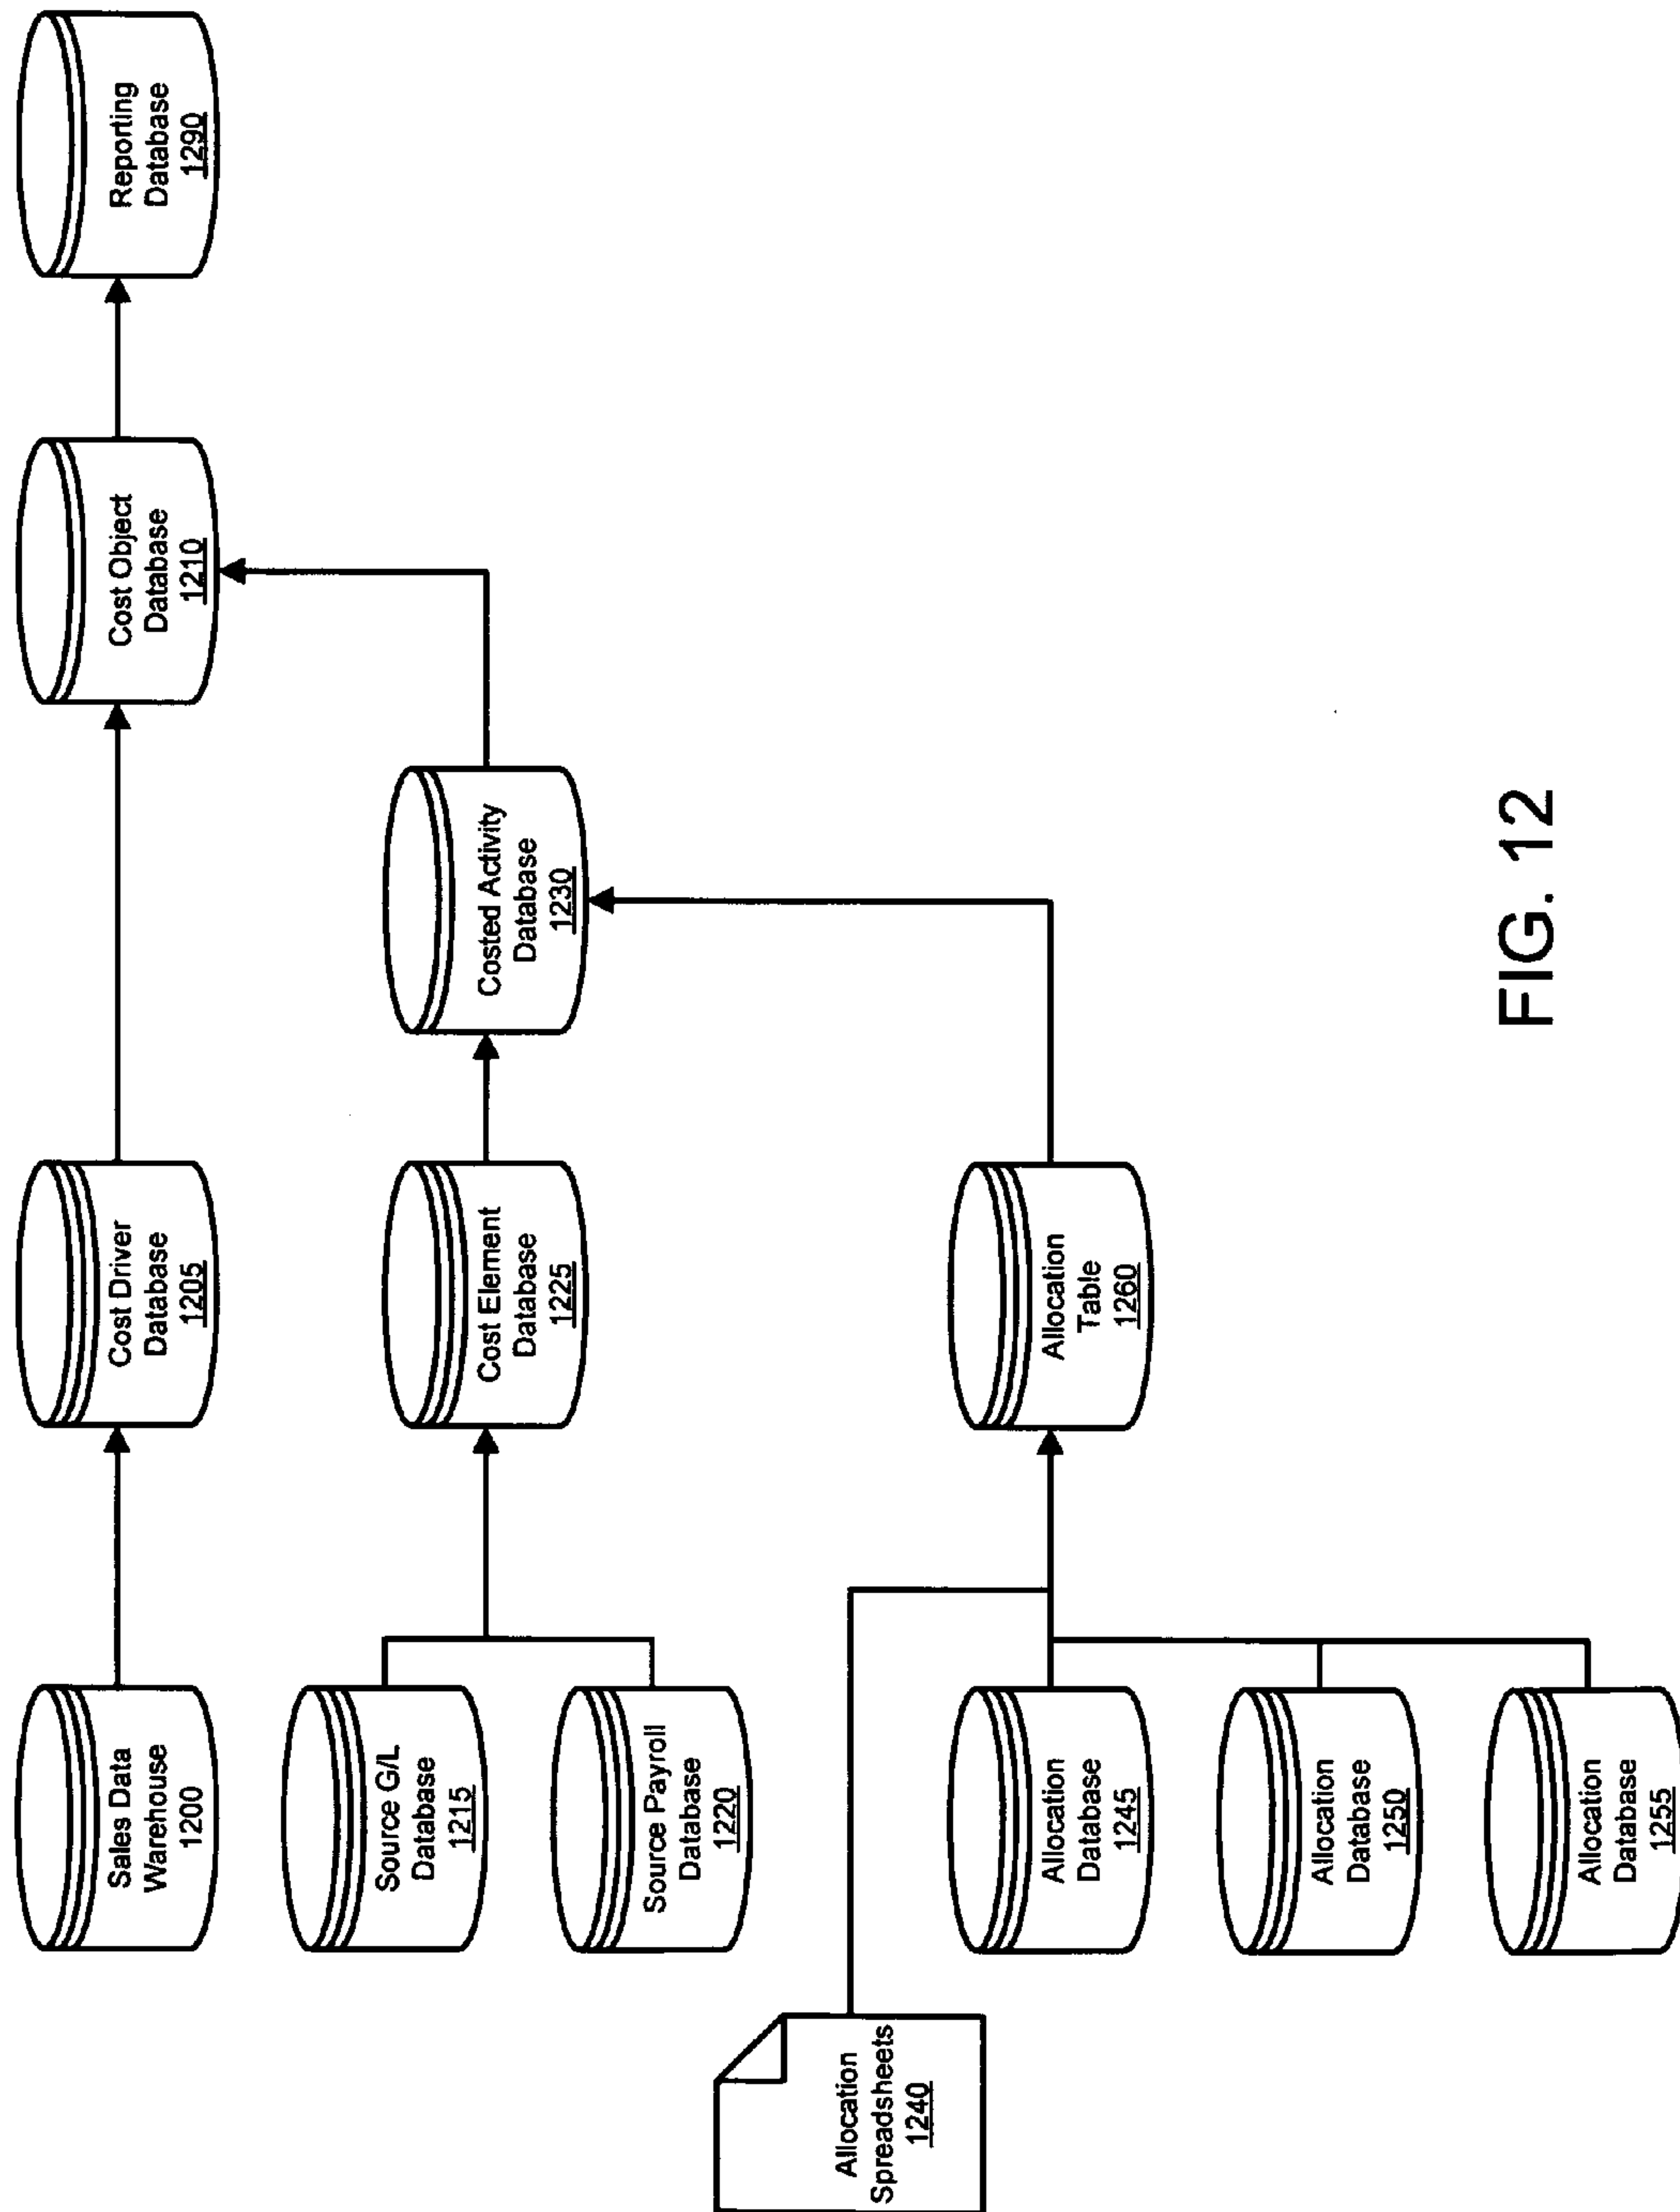 Sales Data
Warehouse
1200
Cost Driver
Database
1205
Cost Object
Database
1210
Reporting
Database
1290
Source G/L
Database
1215
Source Payroll
Database
1220
Cost Element
Database
1225
Costed Activity
Database
1230
Allocation
Spreadsheets
1240
Allocation
Database
1245
Allocation
Table
1260
Allocation
Database
1250
Allocation
Database
1255
FIG. 12